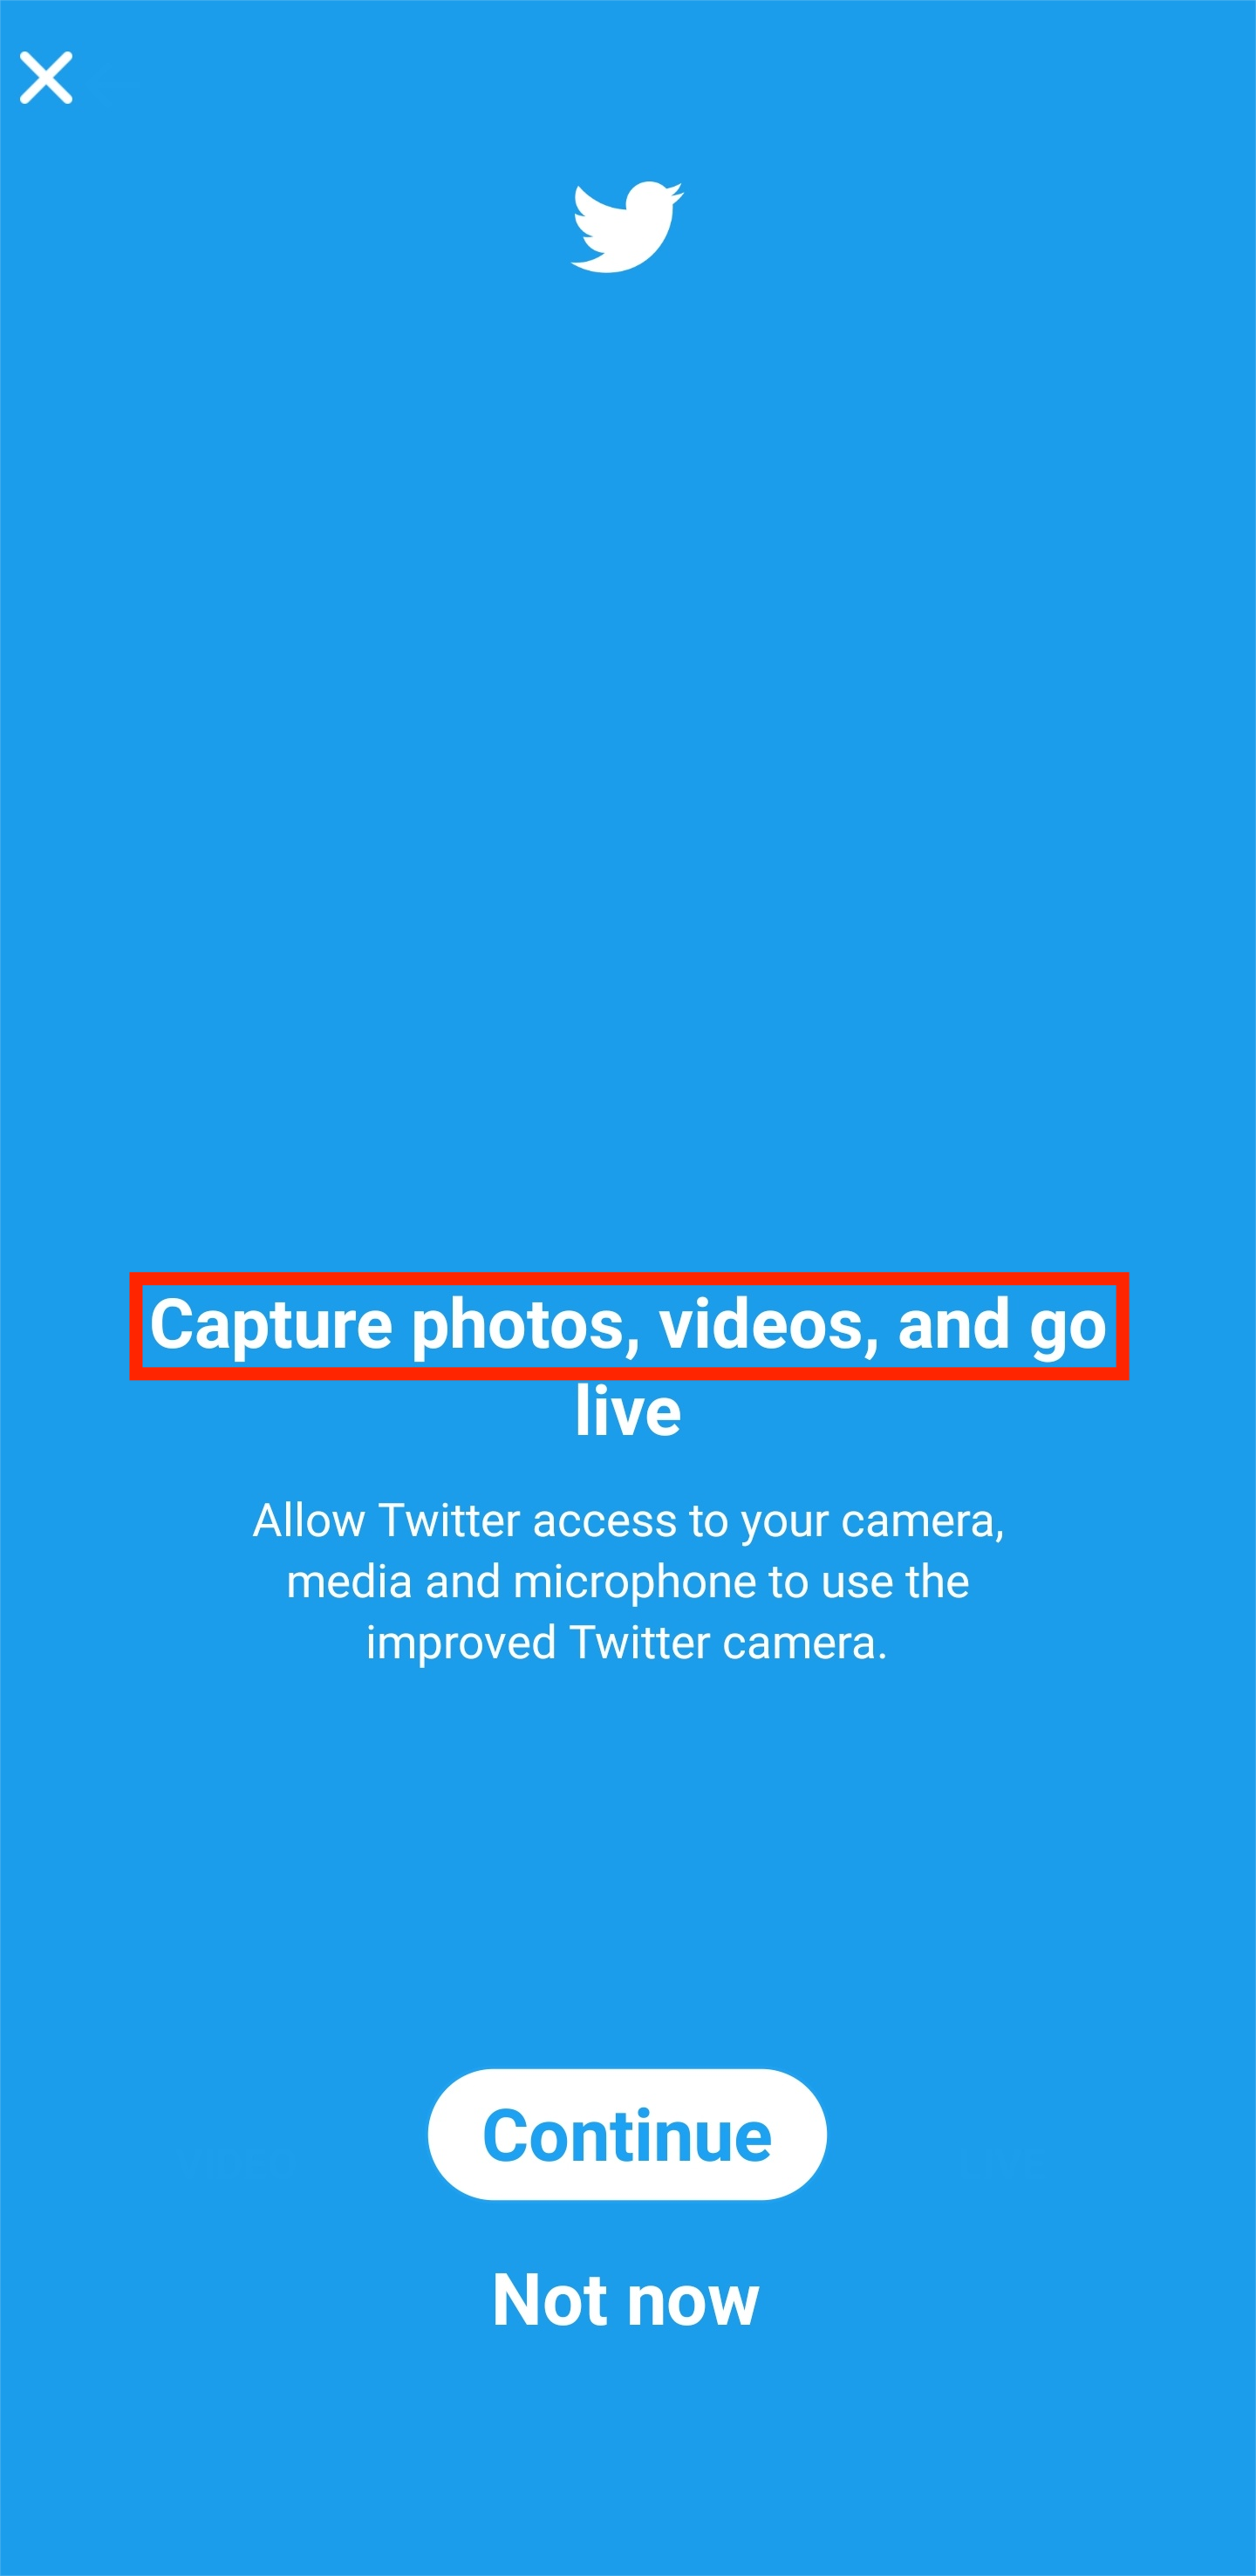 Capture photos, videos, and go
live
Allow Twitter access to your camera,
media and microphone to use the
improved Twitter camera.
Continue
Not now